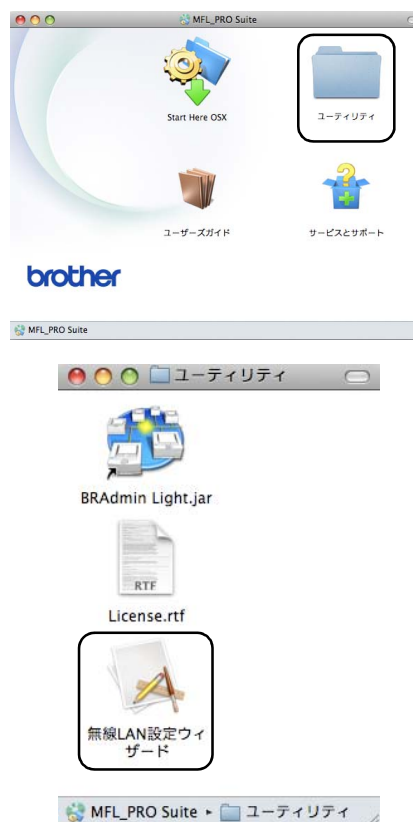 MFL_PRO Suite
Start Here OSX
ユーティリティ
ユーザーズガイド
サービスとサポート
brother
MFL_PRO Suite
ユーティリティ
BRAdmin Light.jar
RTF
License.rtf
無線LAN設定ウィ
ザード
MFL_PRO Suite ▸ ユーティリティ